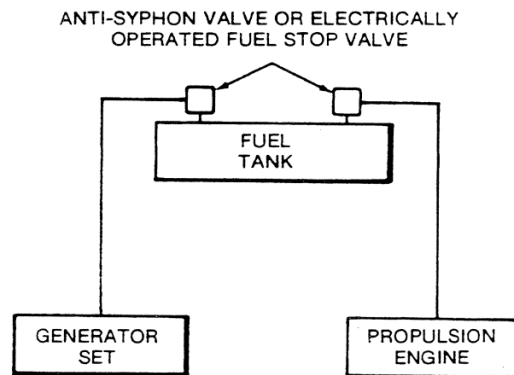 ANTI-SYPHON VALVE OR ELECTRICALLY
OPERATED FUEL STOP VALVE
FUEL
TANK
GENERATOR
SET
PROPULSION
ENGINE